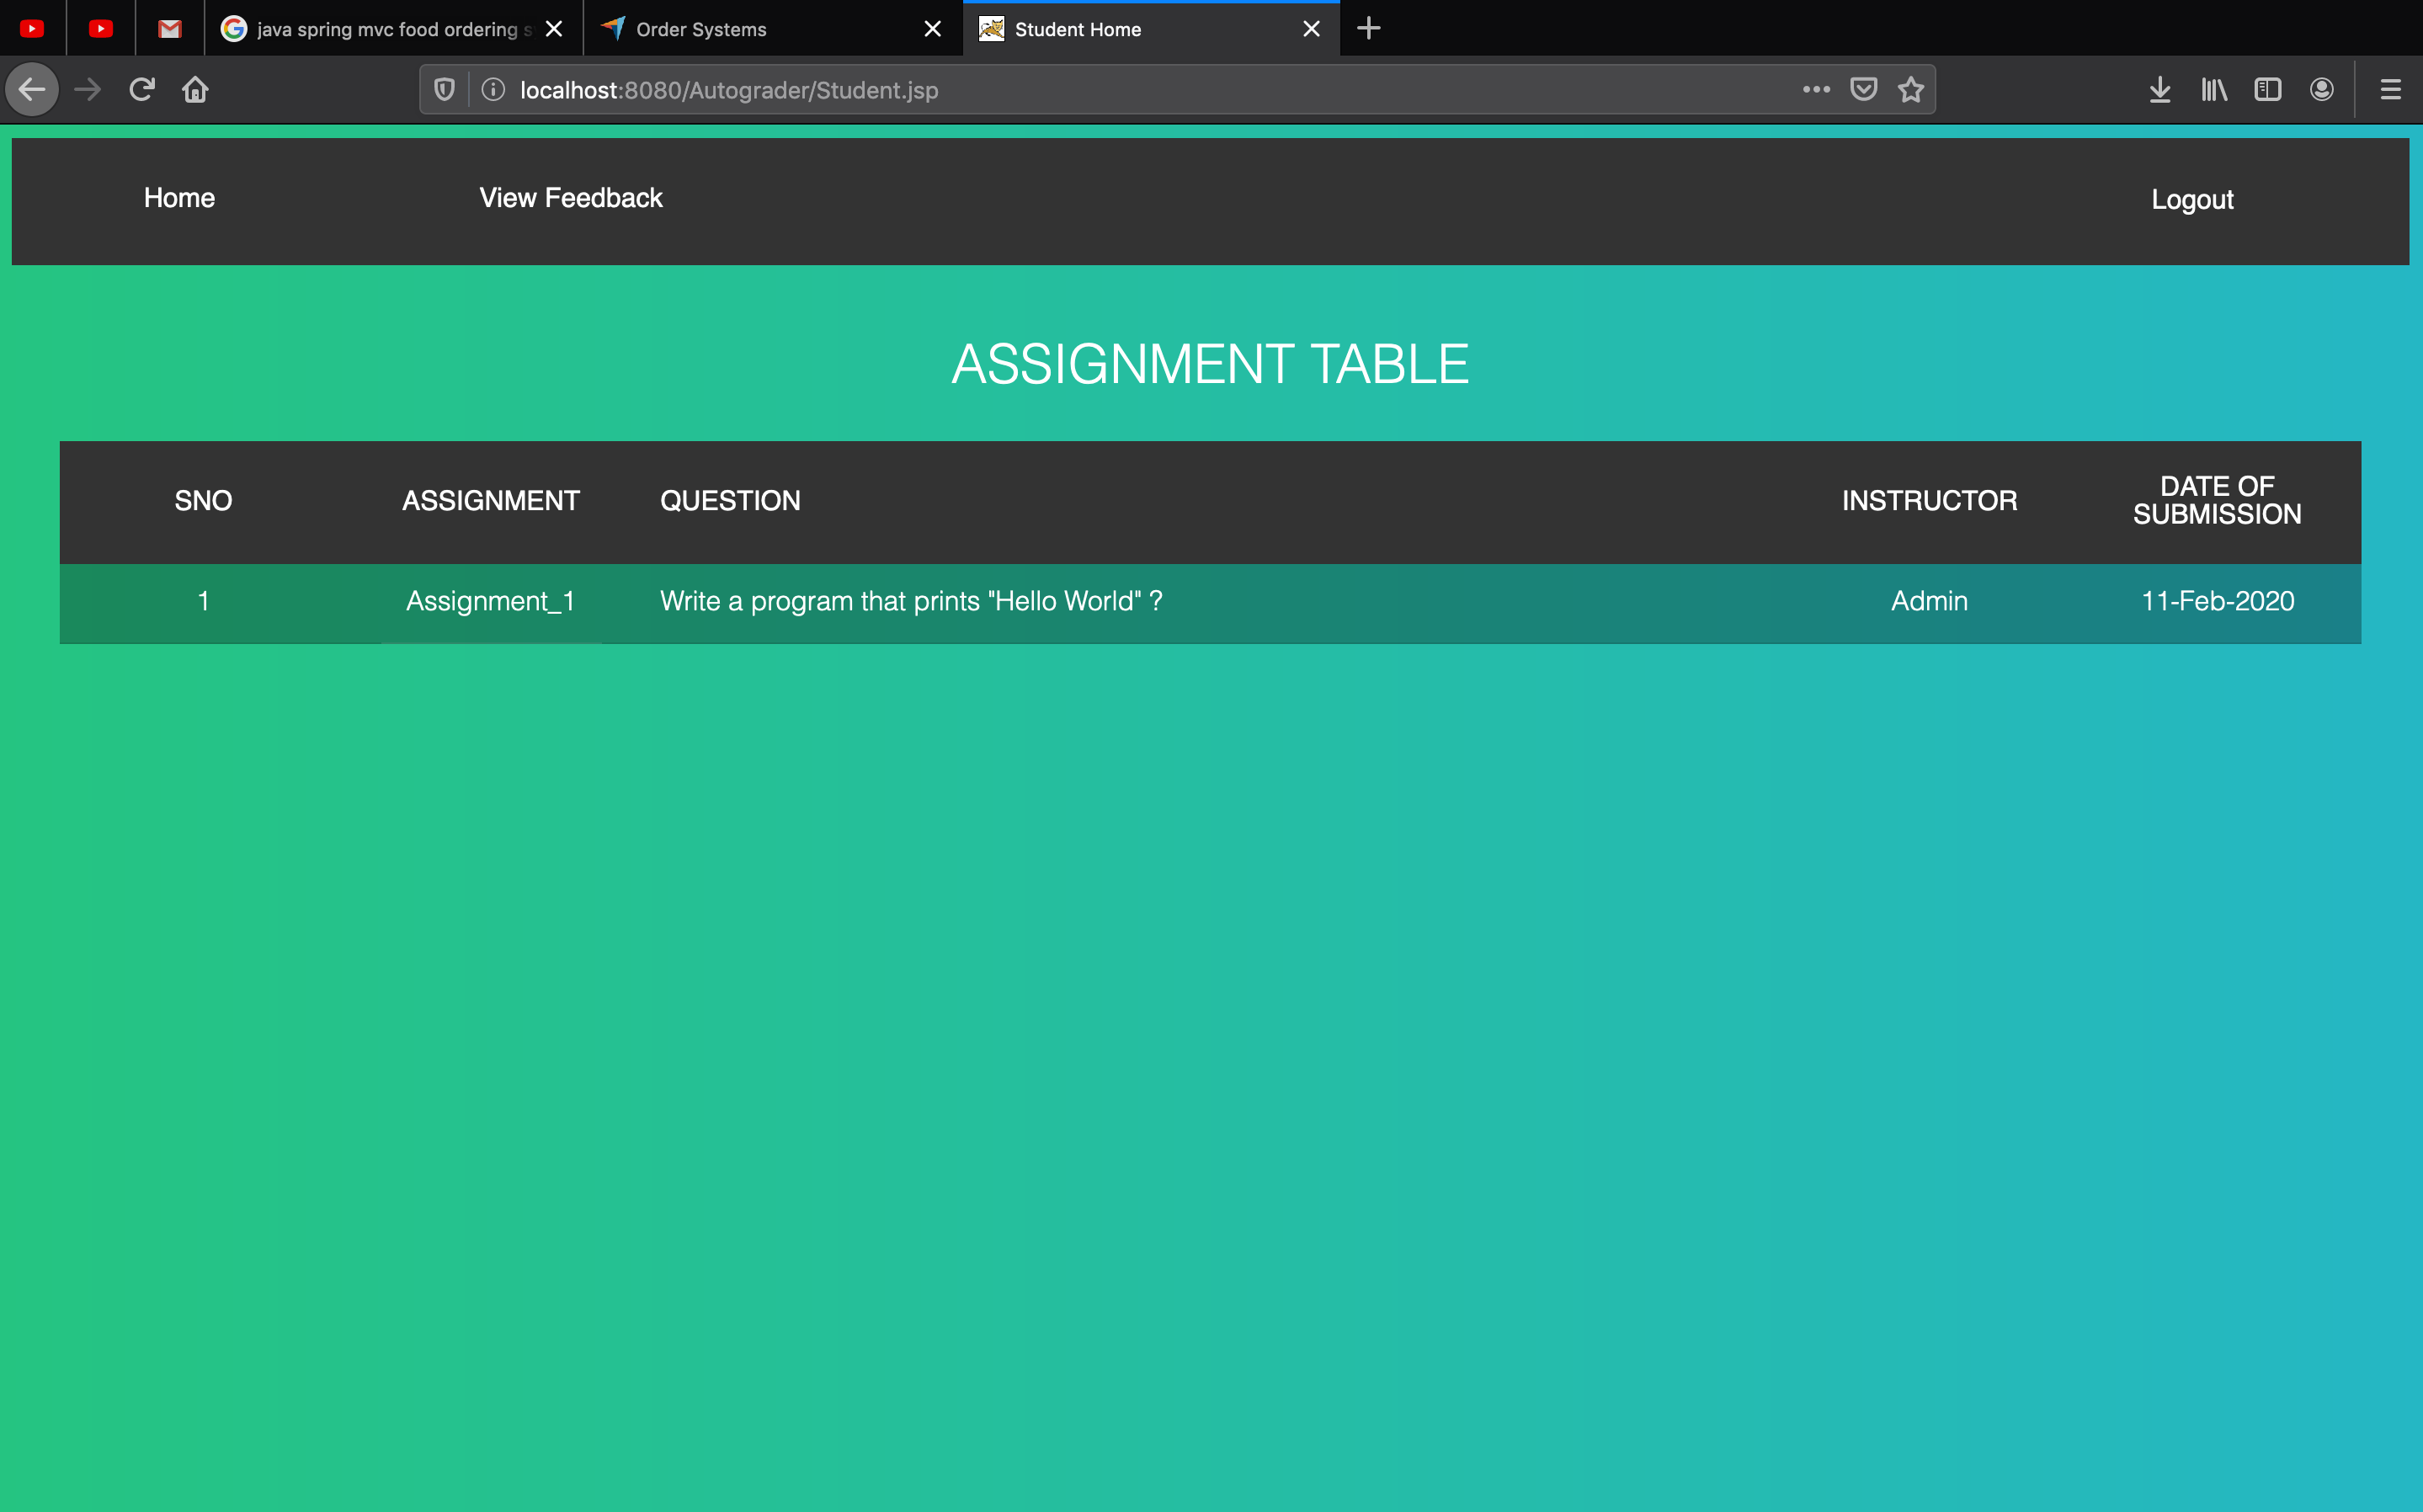 java spring mvc food ordering s
Order Systems
Student Home
localhost:8080/Autograder/Student.jsp
Home
View Feedback
Logout
ASSIGNMENT TABLE
SNO
ASSIGNMENT
QUESTION
INSTRUCTOR
DATE OF
SUBMISSION
1
Assignment_1
Write a program that prints "Hello World" ?
Admin
11-Feb-2020